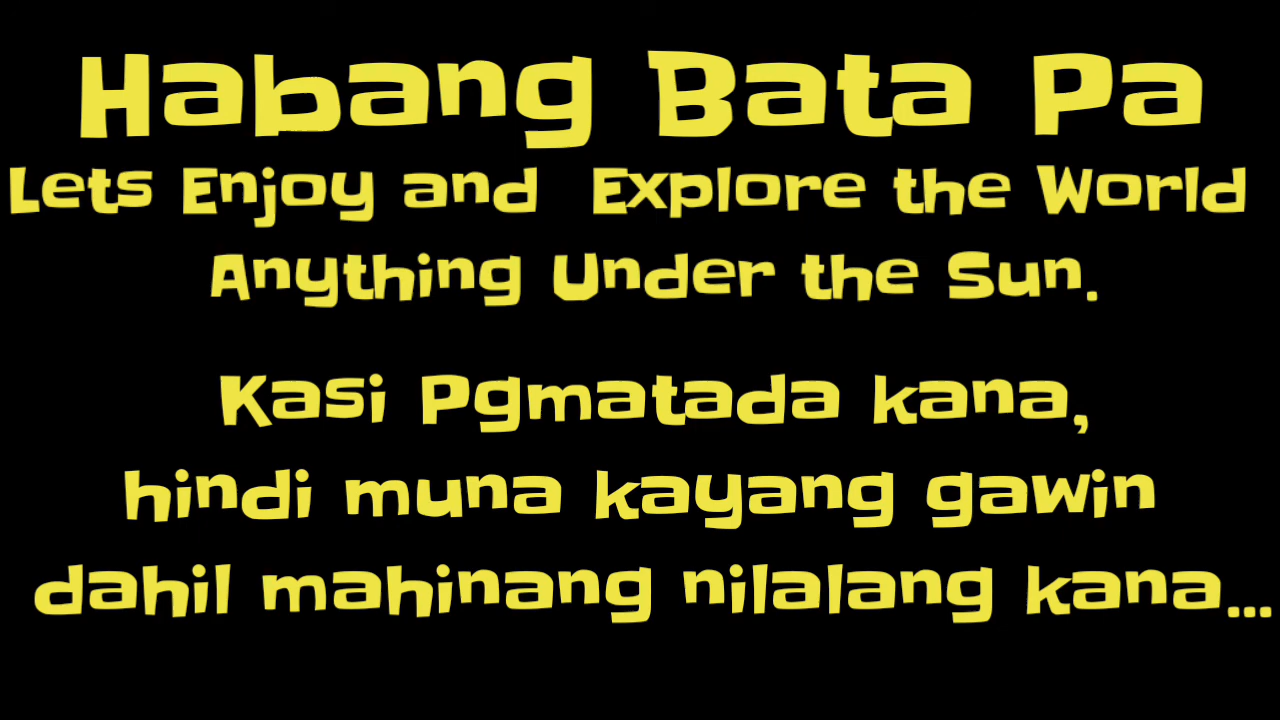 Habang Bata Pa
Lets Enjoy and Explore the World
Anything Under the Sun.
Kasi Pgmatada kana,
hindi muna kayang gawin
dahil mahinang nilalang kana...